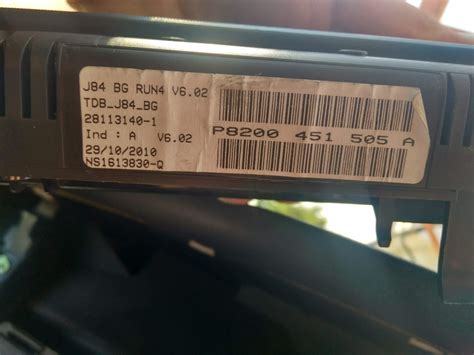 J84 BG RUN4 V6.02
TDB_J84_BG
28113140-1
Ind : A V6.02
29/10/2010
NS1613830-Q
P8200 451 505 A